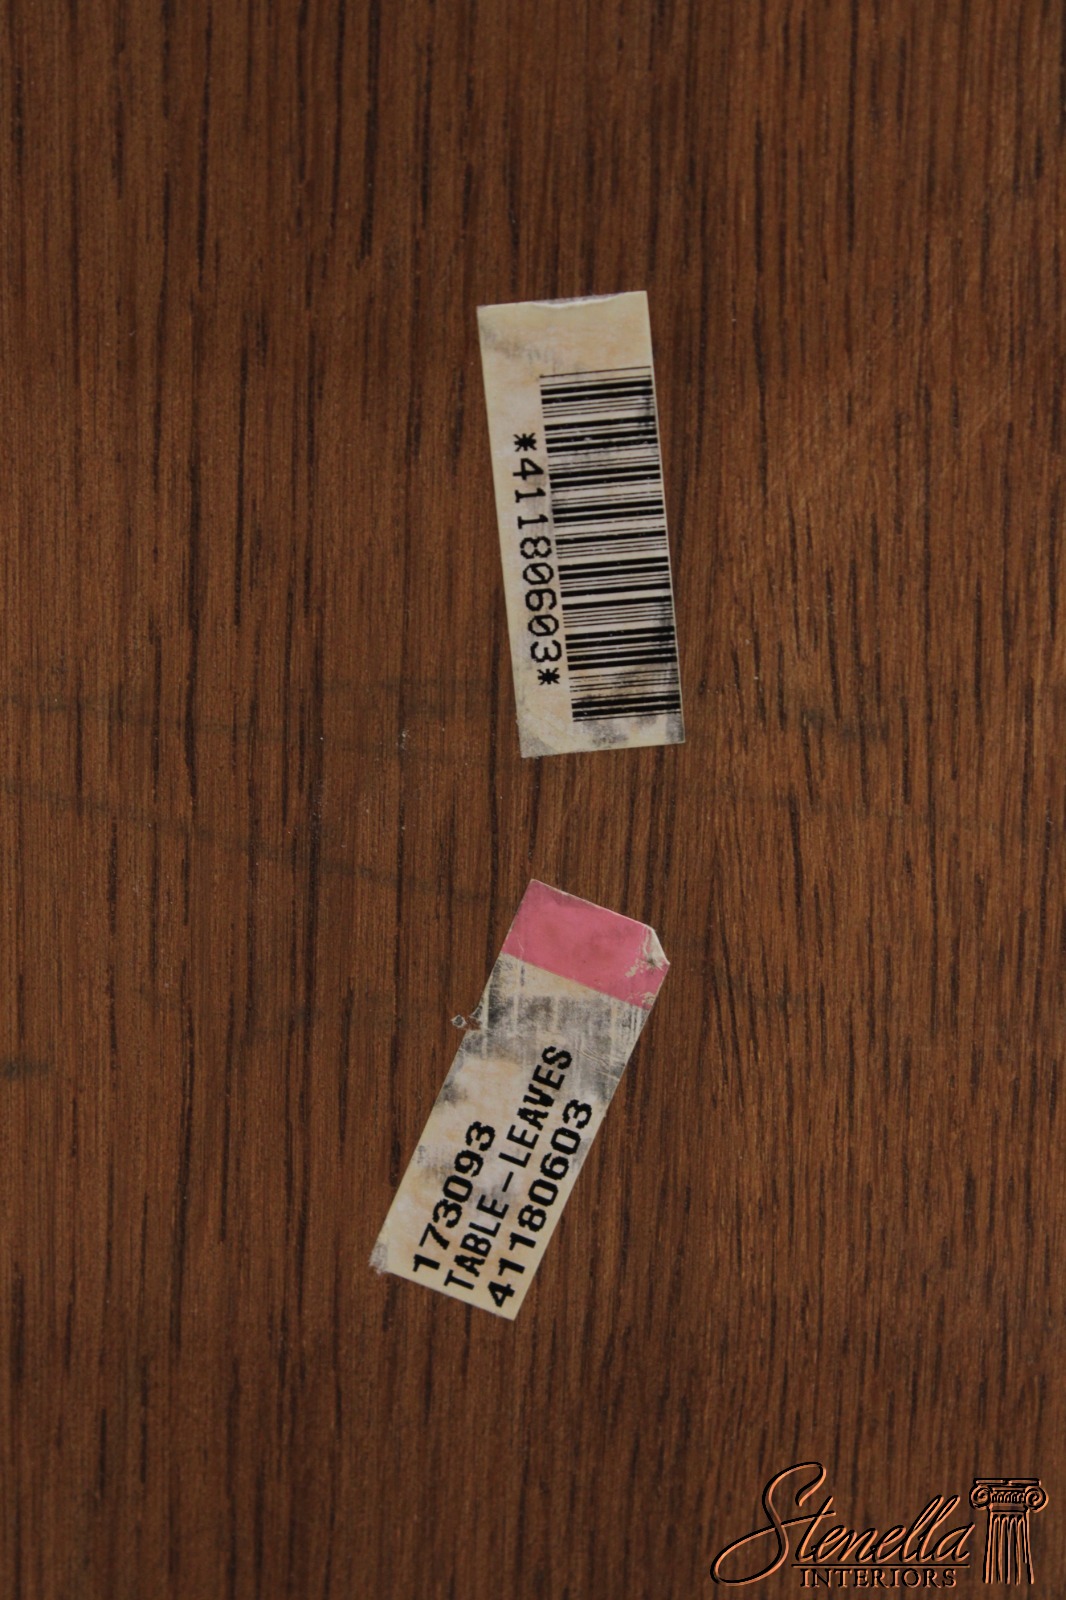 *41180603*
173093
TABLE-LEAVES
41180603
Stenella
INTERIORS